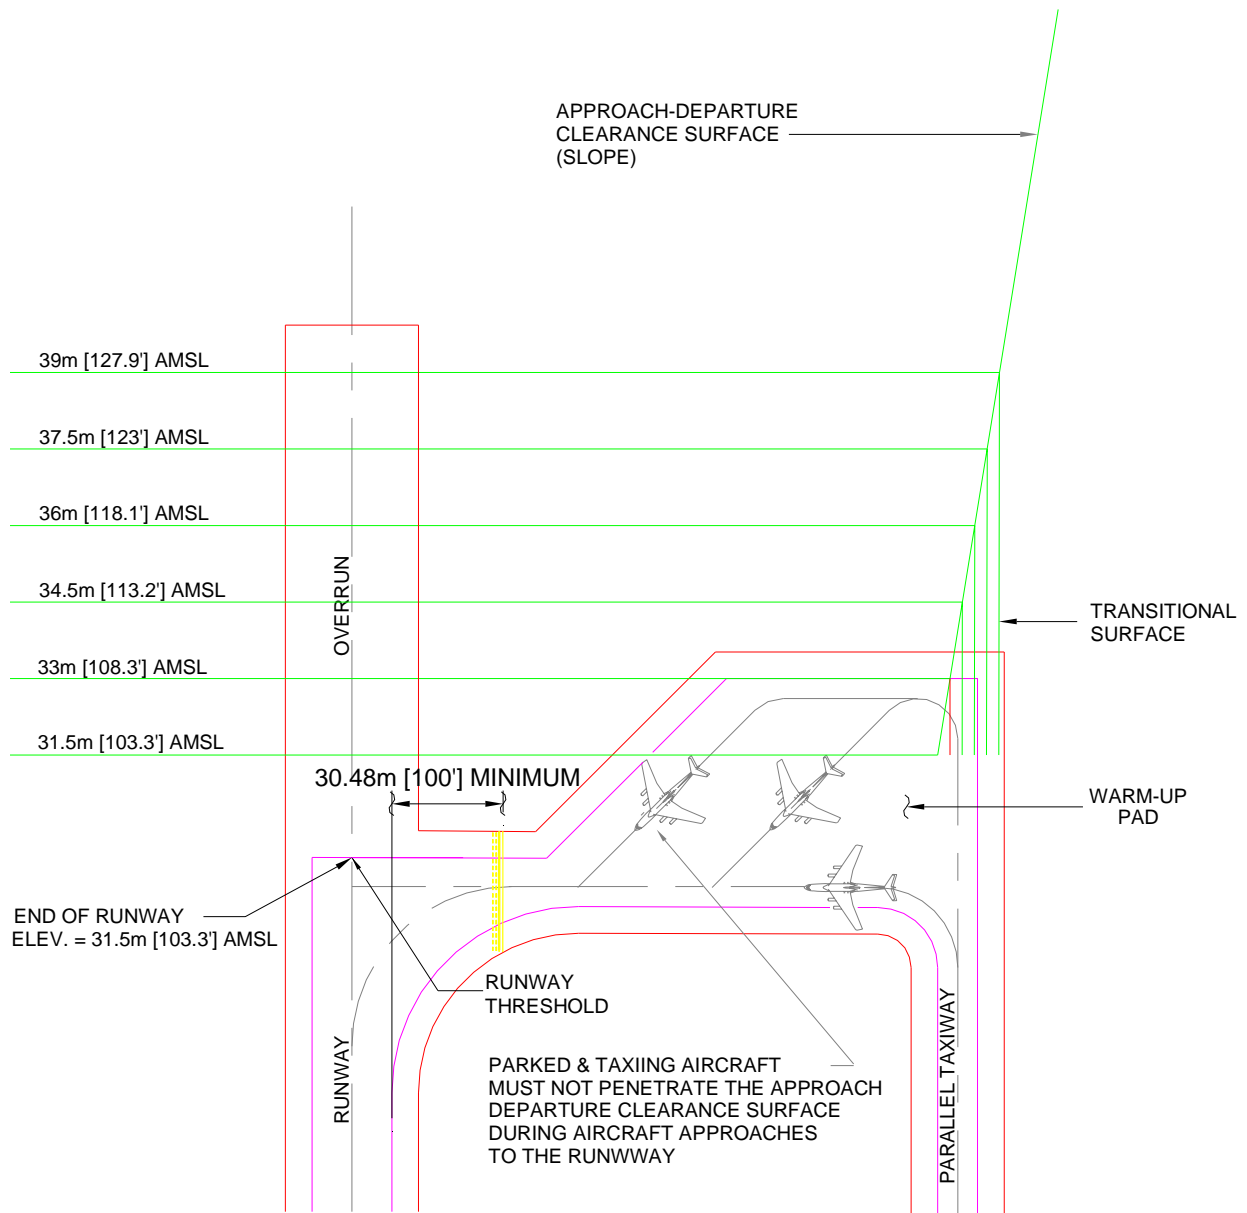 APPROACH-DEPARTURE
CLEARANCE SURFACE
(SLOPE)
39m [127.9'] AMSL
37.5m [123'] AMSL
36m [118.1'] AMSL
34.5m [113.2'] AMSL
33m [108.3'] AMSL
31.5m [103.3'] AMSL
OVERRUN
TRANSITIONAL
SURFACE
30.48m [100'] MINIMUM
WARM-UP
PAD
END OF RUNWAY
ELEV. = 31.5m [103.3'] AMSL
RUNWAY
THRESHOLD
RUNWAY
PARKED & TAXIING AIRCRAFT
MUST NOT PENETRATE THE APPROACH
DEPARTURE CLEARANCE SURFACE
DURING AIRCRAFT APPROACHES
TO THE RUNWWAY
PARALLEL TAXIWAY